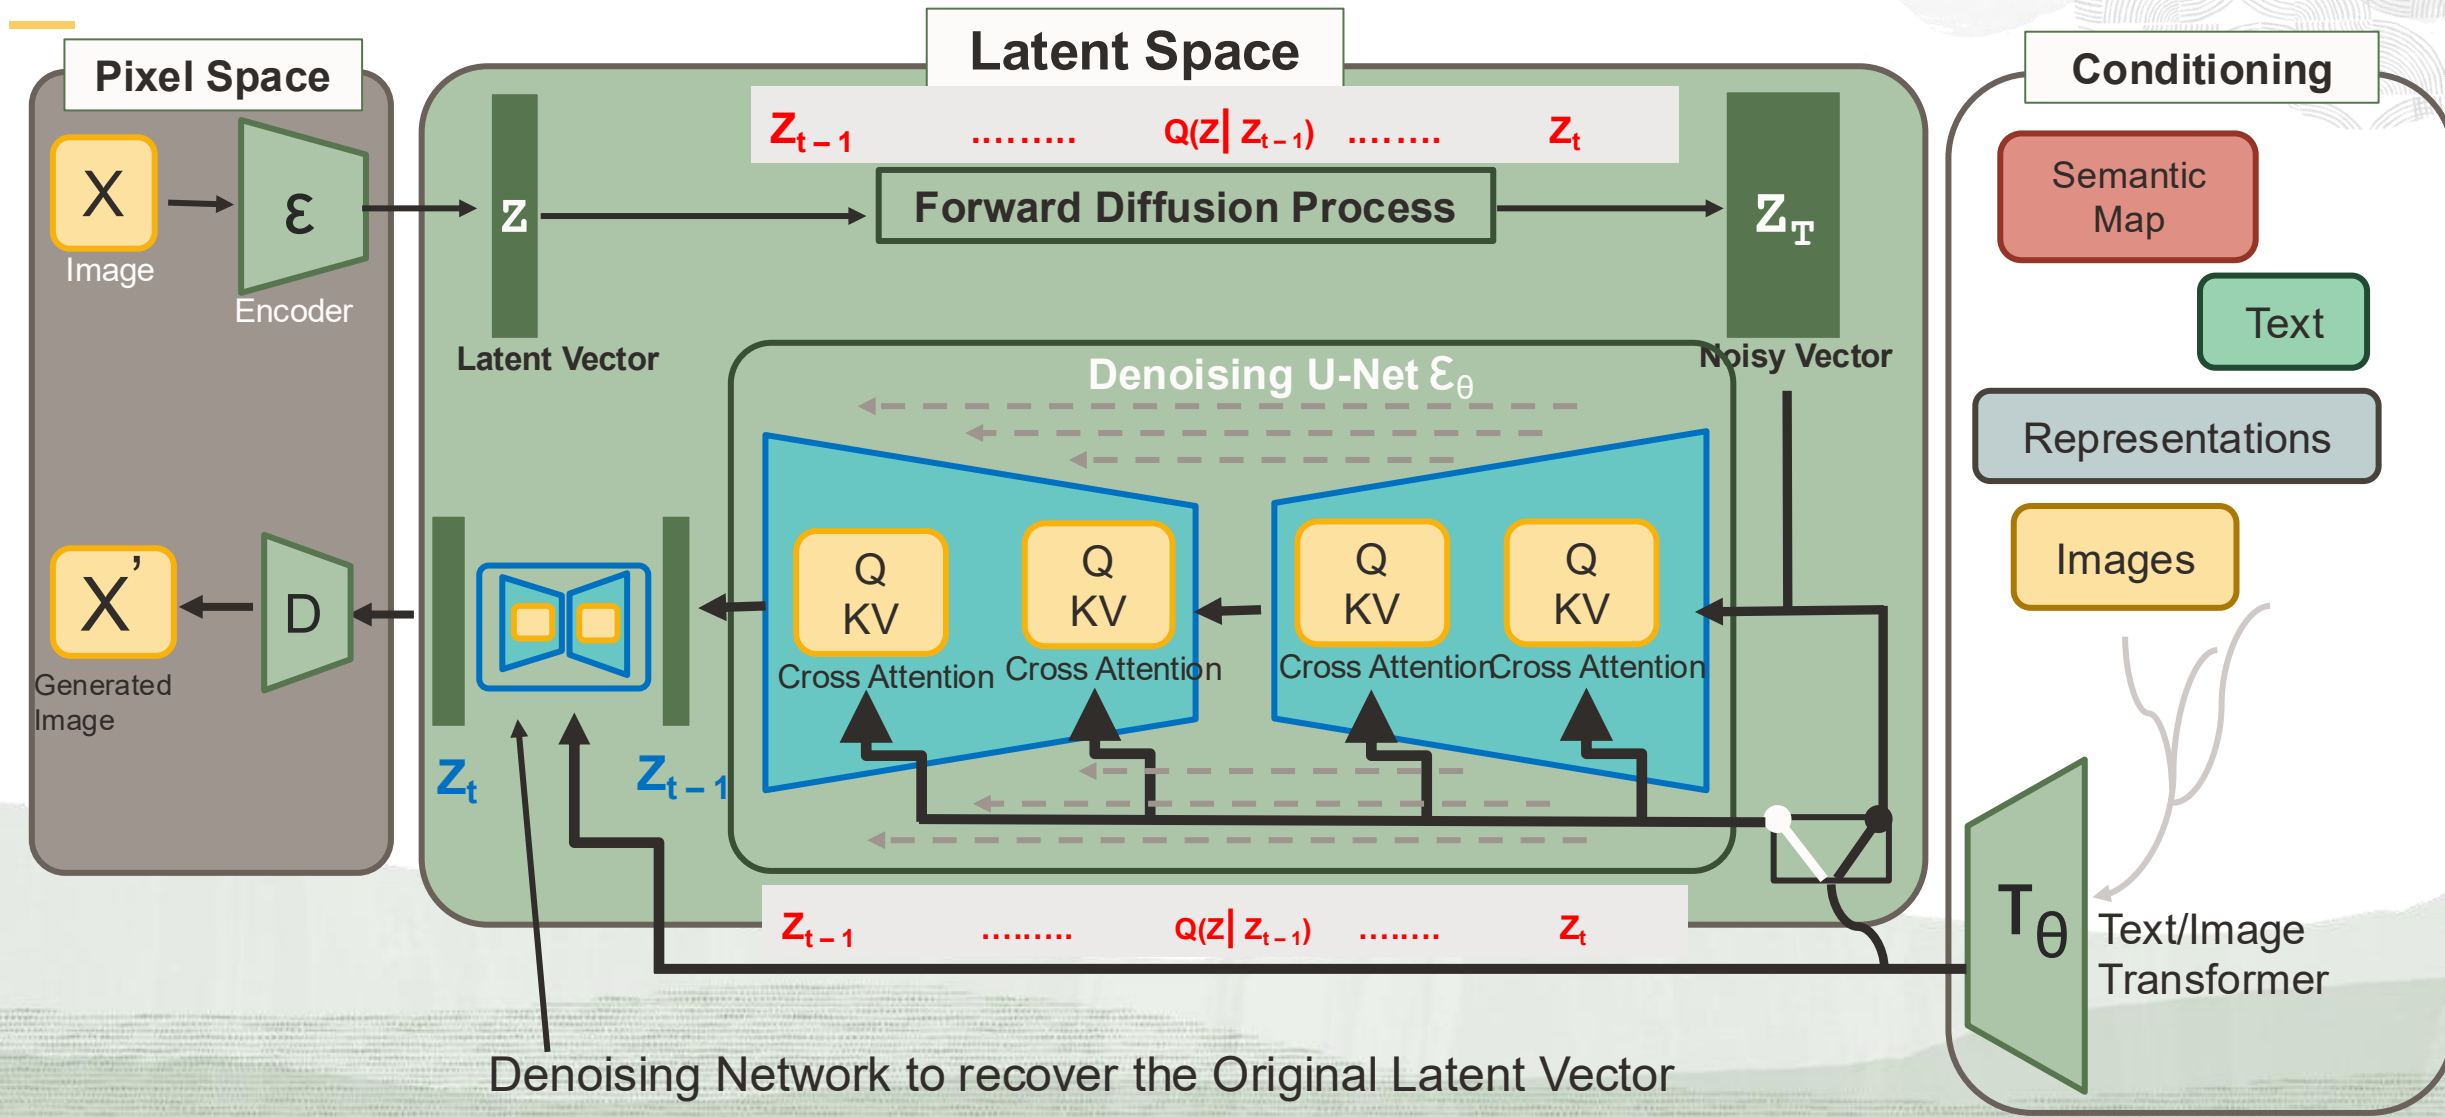 Pixel Space
Latent Space
Conditioning
X
Image
Ɛ
Encoder
Z
Latent Vector
Zt – 1 ......... Q(Z| Zt – 1) ........ Zt
Forward Diffusion Process
ZT
Noisy Vector
Semantic
Map
Text
Representations
Images
Denoising U-Net Ɛθ
Q
KV
Cross Attention
Q
KV
Cross Attention
Q
KV
Cross Attention
Q
KV
Cross Attention
X’
Generated
Image
D
Zt
Zt – 1
Zt – 1 ......... Q(Z| Zt – 1) ........ Zt
Tθ
Text/Image
Transformer
Denoising Network to recover the Original Latent Vector